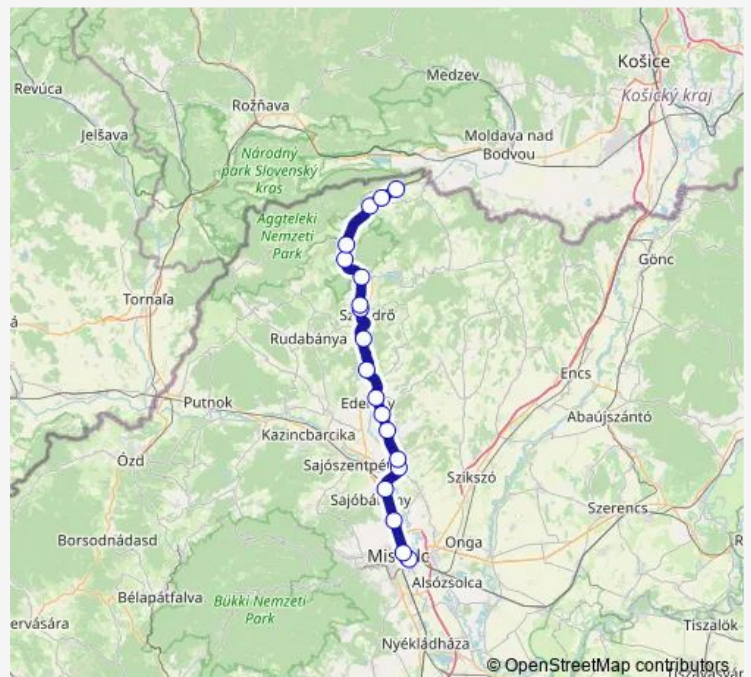 Košice
Medzev
Revúca
Košický kraj
Rožňava
Jelšava
Moldava nad
Bodvou
Národný
park Slovenský
kras
Aggteleki
Nemzeti
Park
Gönc
Tornaľa
Rudabánya
Encs
Putnok
Abaújszántó
Kazincbarcika
Ózd
Szikszó
Szerencs
Borsodnádasd
Onga
Alsózsolca
Bélapátfalva
Bükki Nemzeti
Park
ervására
Tiszalök
Nyékládháza
© OpenStreetMap contributors